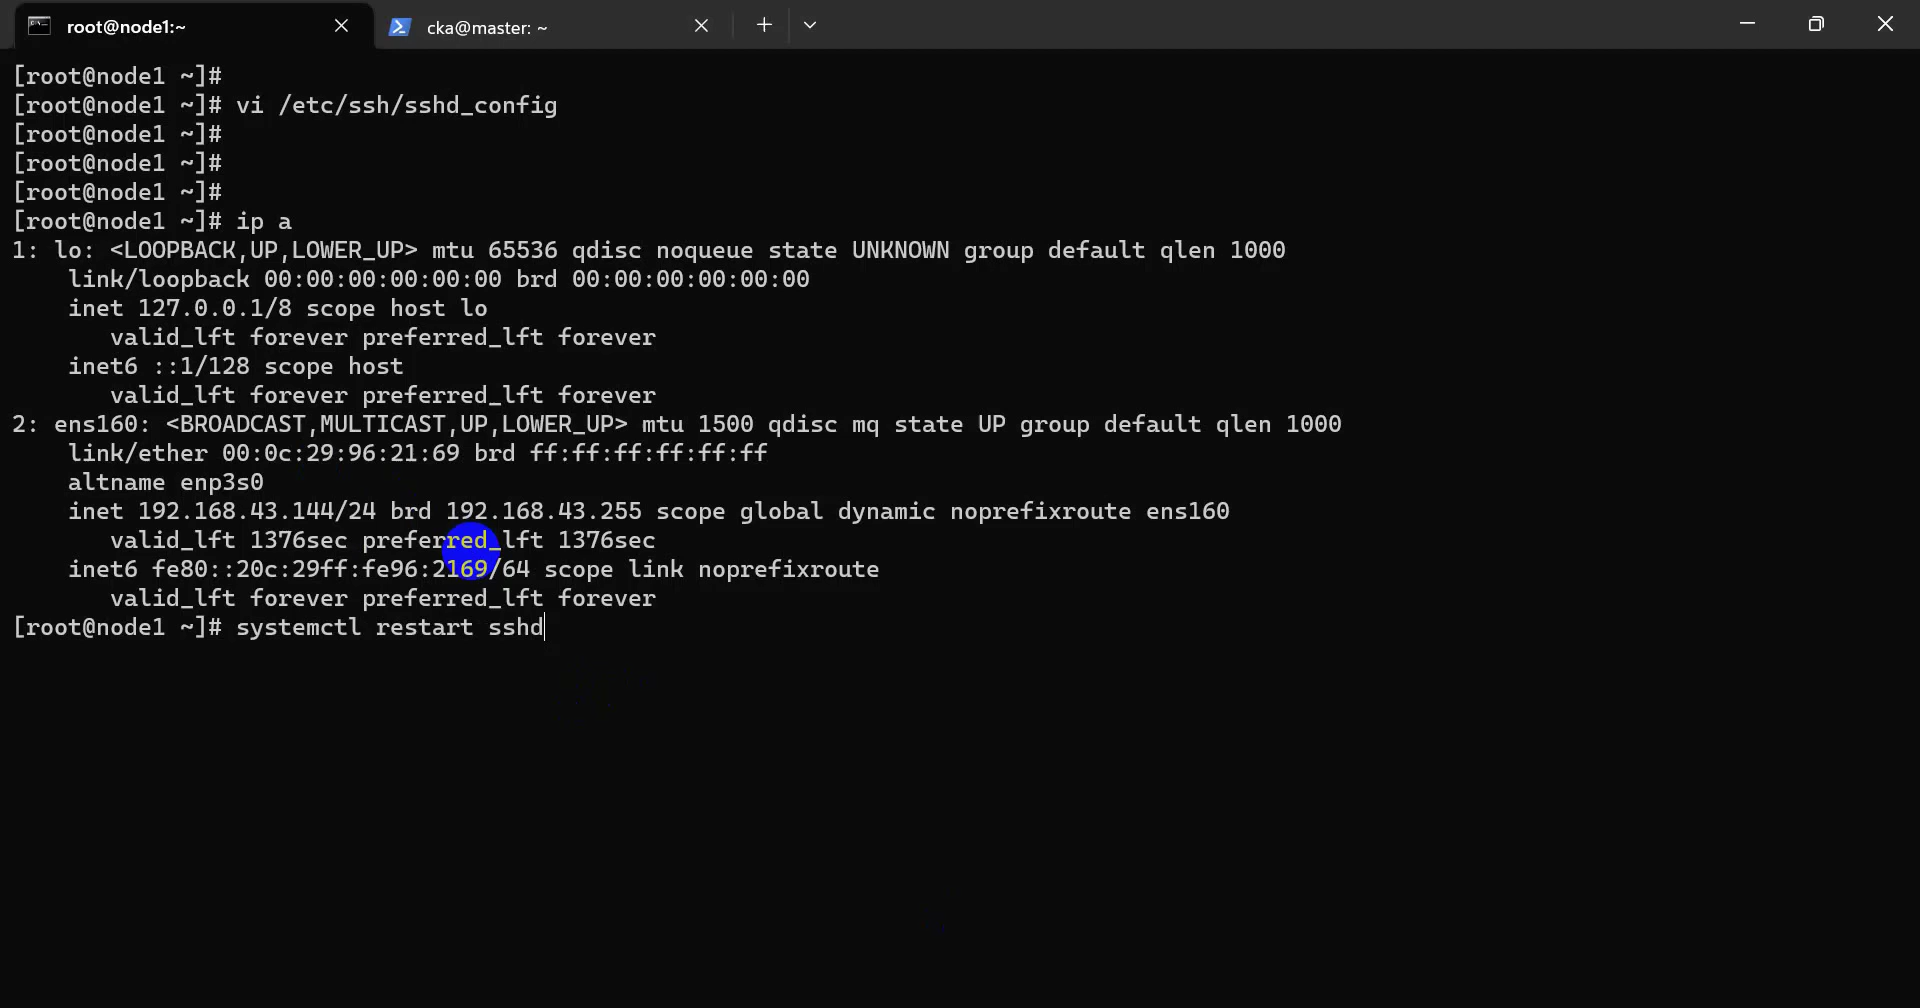 root@node1:~
cka@master: ~
[root@node1 ~]#
[root@node1 ~]# vi /etc/ssh/sshd_config
[root@node1 ~]#
[root@node1 ~]#
[root@node1 ~]#
[root@node1 ~]# ip a
1: lo: <LOOPBACK,UP,LOWER_UP> mtu 65536 qdisc noqueue state UNKNOWN group default qlen 1000
    link/loopback 00:00:00:00:00:00 brd 00:00:00:00:00:00
    inet 127.0.0.1/8 scope host lo
       valid_lft forever preferred_lft forever
    inet6 ::1/128 scope host
       valid_lft forever preferred_lft forever
2: ens160: <BROADCAST,MULTICAST,UP,LOWER_UP> mtu 1500 qdisc mq state UP group default qlen 1000
    link/ether 00:0c:29:96:21:69 brd ff:ff:ff:ff:ff:ff
    altname enp3s0
    inet 192.168.43.144/24 brd 192.168.43.255 scope global dynamic noprefixroute ens160
       valid_lft 1376sec preferred_lft 1376sec
    inet6 fe80::20c:29ff:fe96:2169/64 scope link noprefixroute
       valid_lft forever preferred_lft forever
[root@node1 ~]# systemctl restart sshd